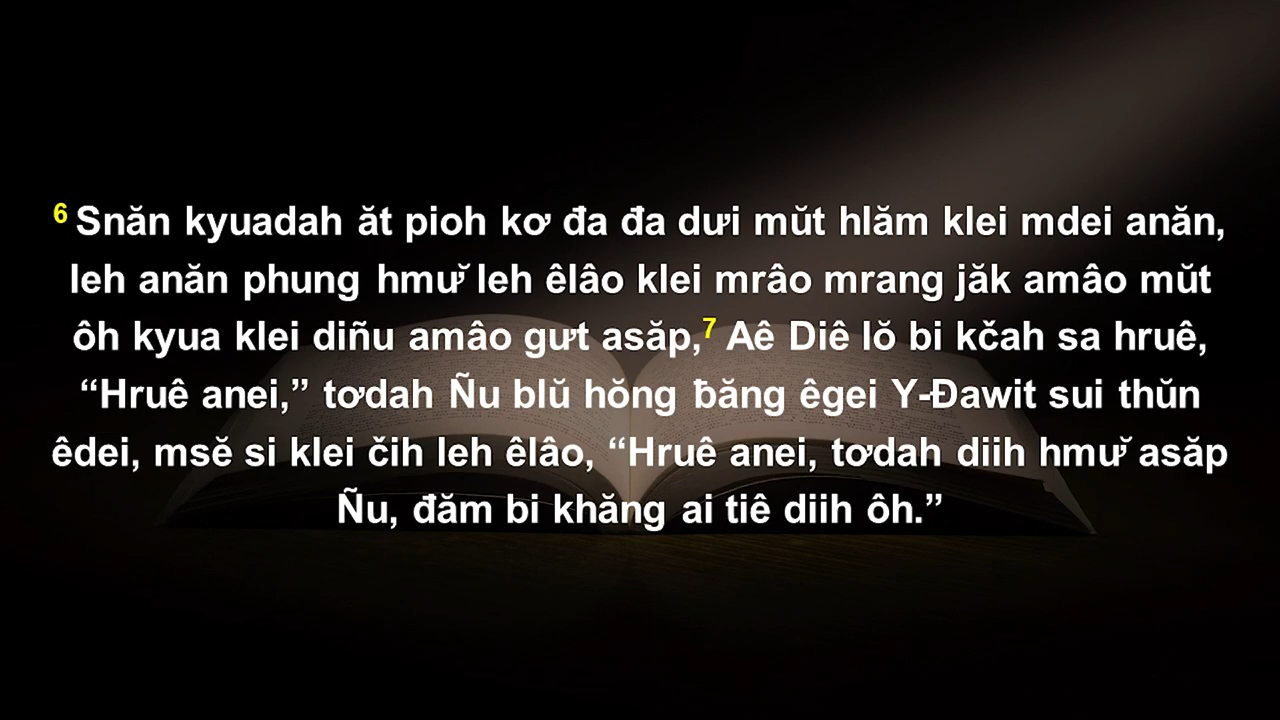 6 Snăn kyuadah ăt pioh kơ đa đa dưi mŭt hlăm klei mdei anăn,
leh anăn phung hmư̆ leh êlâo klei mrâo mrang jăk amâo mŭt
ôh kyua klei diñu amâo gưt asăp,7 Aê Diê lŏ bi kčah sa hruê,
“Hruê anei,” tơdah Ñu blŭ hŏng ƀăng êgei Y-Đawit sui thŭn
êdei, msĕ si klei čih leh êlâo, “Hruê anei, tơdah diih hmư̆ asăp
Ñu, đăm bi khăng ai tiê diih ôh.”